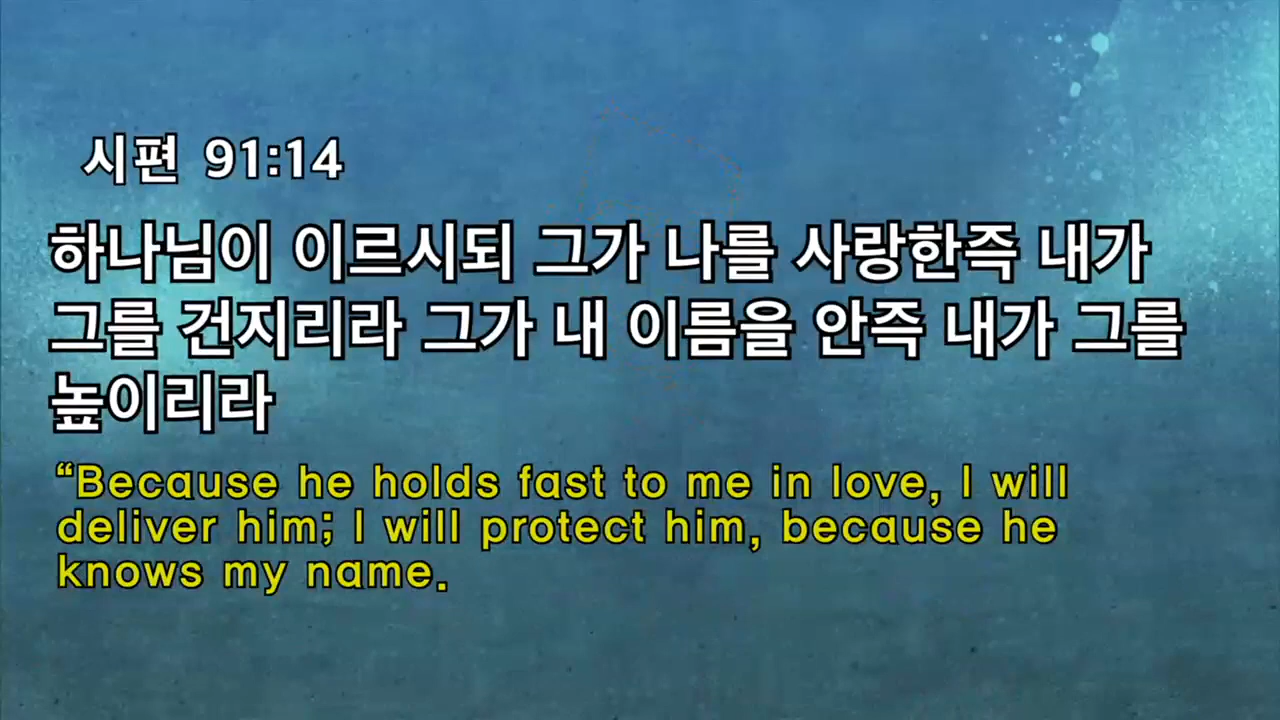 시편 91:14
하나님이 이르시되 그가 나를 사랑한즉 내가
그를 건지리라 그가 내 이름을 안즉 내가 그를
높이리라
“Because he holds fast to me in love, I will
deliver him; I will protect him, because he
knows my name.